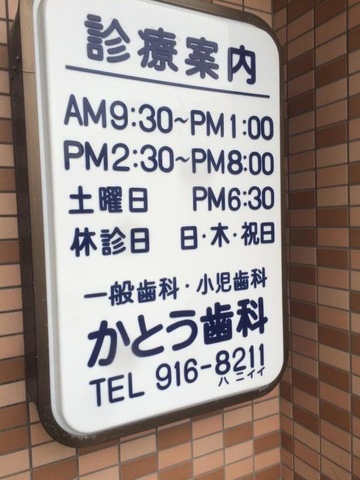 診療案内
AM9:30~PM1:00
PM2:30~PM8:00
土曜日 PM6:30
休診日 日・木・祝日
一般歯科・小児歯科
かとう歯科
TEL 916-8211
ハニイイ